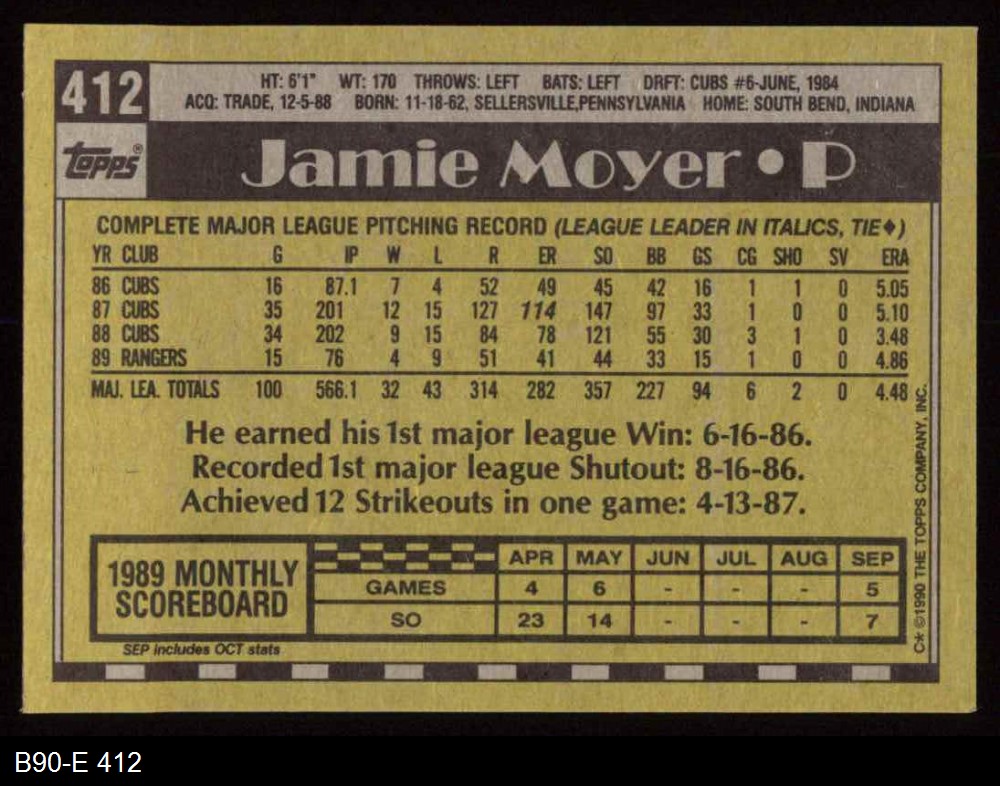 412
HT: 6'1" WT: 170 THROWS: LEFT BATS: LEFT DRFT: CUBS #6-JUNE, 1984
ACQ: TRADE, 12-5-88 BORN: 11-18-62, SELLERSVILLE,PENNSYLVANIA HOME: SOUTH BEND, INDIANA
Topps®
Jamie Moyer • P
COMPLETE MAJOR LEAGUE PITCHING RECORD (LEAGUE LEADER IN ITALICS, TIE♦)
YR CLUB G IP W L R ER SO BB GS CG SHO SV ERA
86 CUBS 16 87.1 7 4 52 49 45 42 16 1 1 0 5.05
87 CUBS 35 201 12 15 127 114 147 97 33 1 0 0 5.10
88 CUBS 34 202 9 15 84 78 121 55 30 3 1 0 3.48
89 RANGERS 15 76 4 9 51 41 44 33 15 1 0 0 4.86
MAJ. LEA. TOTALS 100 566.1 32 43 314 282 357 227 94 6 2 0 4.48
He earned his 1st major league Win: 6-16-86.
Recorded 1st major league Shutout: 8-16-86.
Achieved 12 Strikeouts in one game: 4-13-87.
1989 MONTHLY
SCOREBOARD
APR MAY JUN JUL AUG SEP
GAMES 4 6 - - - 5
SO 23 14 - - - 7
SEP includes OCT stats
C* ©1990 THE TOPPS COMPANY, INC.
B90-E 412